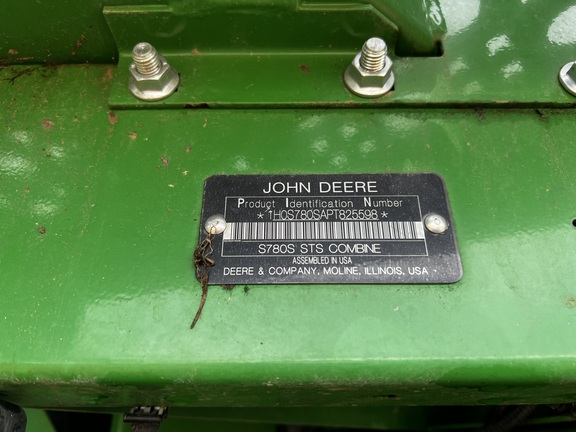 JOHN DEERE
Product Identification Number
*1H0S780SAPT825598*
S780S STS COMBINE
ASSEMBLED IN USA
DEERE & COMPANY, MOLINE, ILLINOIS, USA